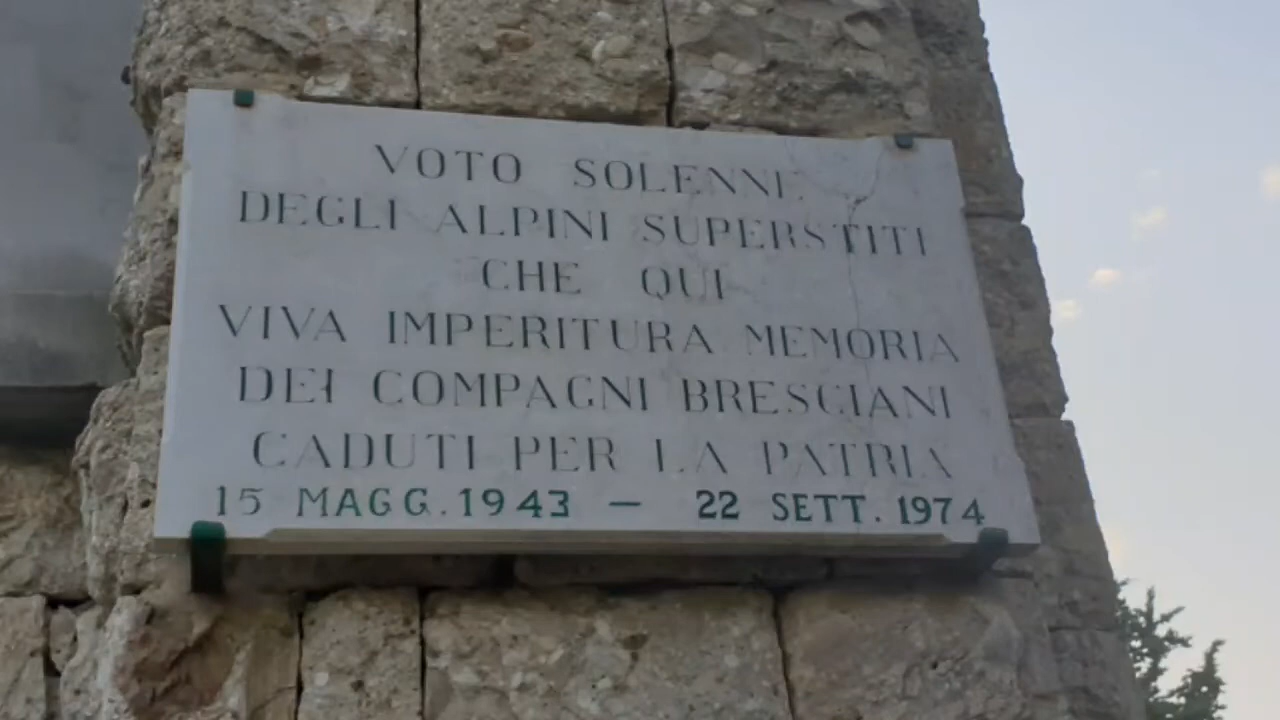 VOTO SOLENNE
DEGLI ALPINI SUPERSTITI
CHE QUI
VIVA IMPERITURA MEMORIA
DEI COMPAGNI BRESCIANI
CADUTI PER LA PATRIA
15 MAGG. 1943 — 22 SETT. 1974